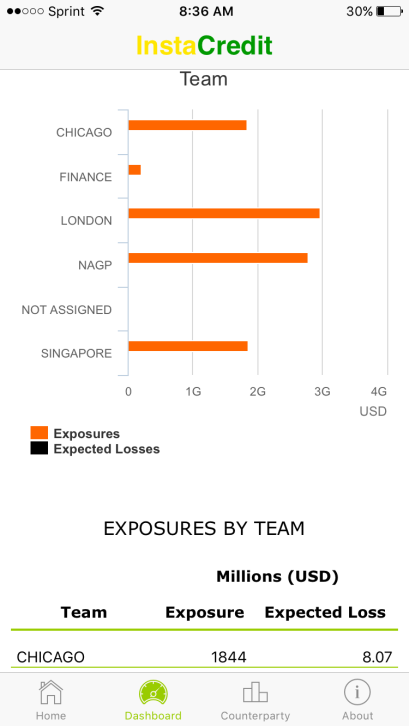 Sprint 8:36 AM 30%
InstaCredit
Team
CHICAGO
FINANCE
LONDON
NAGP
NOT ASSIGNED
SINGAPORE
0 1G 2G 3G 4G
USD
Exposures
Expected Losses
EXPOSURES BY TEAM
Millions (USD)
Team Exposure Expected Loss
CHICAGO 1844 8.07
Home Dashboard Counterparty About